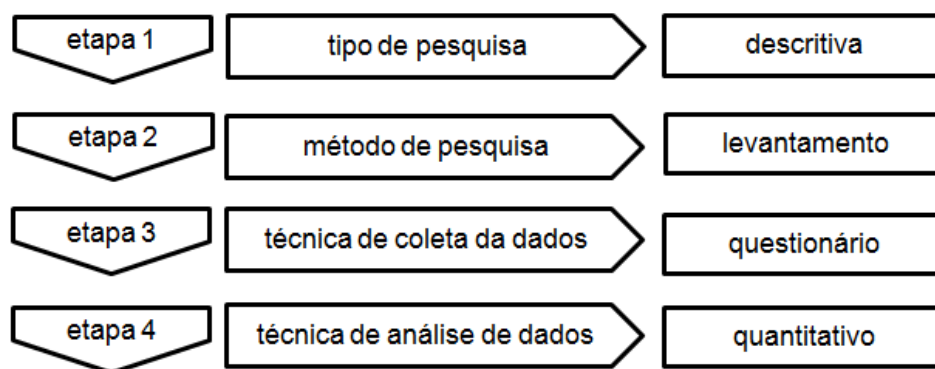 etapa 1 tipo de pesquisa descritiva
etapa 2 método de pesquisa levantamento
etapa 3 técnica de coleta da dados questionário
etapa 4 técnica de análise de dados quantitativo